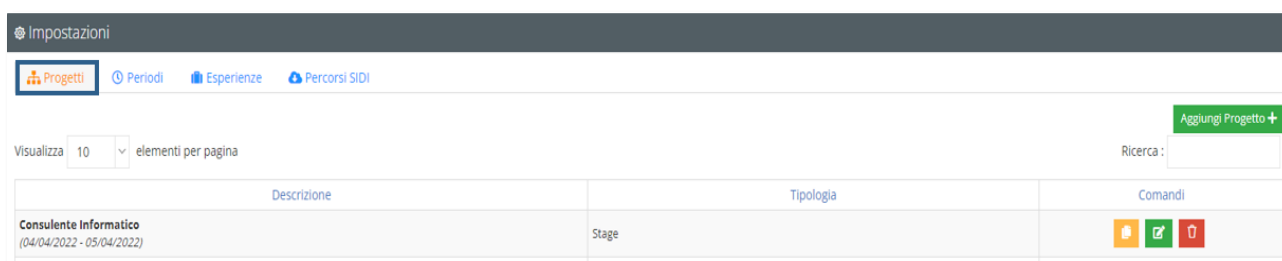 Impostazioni
Progetti Periodi Esperienze Percorsi SIDI
Aggiungi Progetto +
Visualizza 10 elementi per pagina Ricerca :
Descrizione Tipologia Comandi
Consulente Informatico
(04/04/2022 - 05/04/2022)
Stage